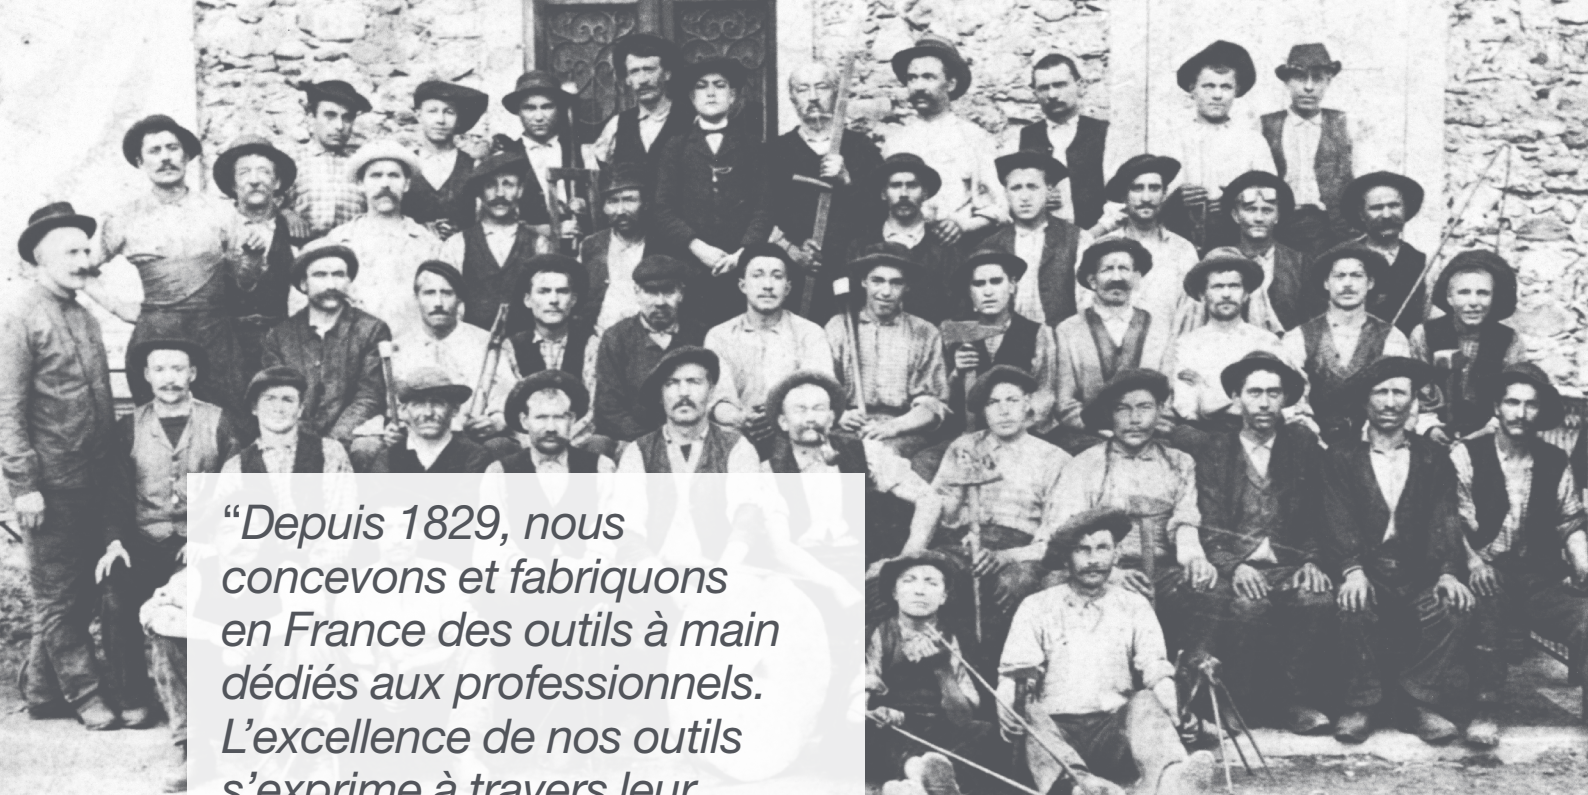 “Depuis 1829, nous
concevons et fabriquons
en France des outils à main
dédiés aux professionnels.
L’excellence de nos outils
s’exprime à travers leur